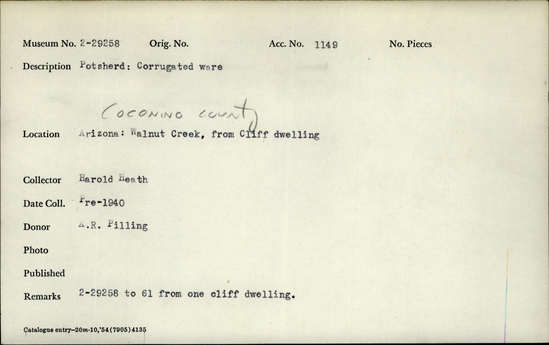 Museum No. 2-29258 Orig. No. Acc. No. 1149 No. Pieces
Description Potsherd: Corrugated ware
Coconino County
Location Arizona: Walnut Creek, from Cliff dwelling
Collector Harold Heath
Date Coll. Pre-1940
Donor A.R. Pilling
Photo
Published
Remarks 2-29258 to 61 from one cliff dwelling.
Catalogue entry—20m-10,'54(7905)4135